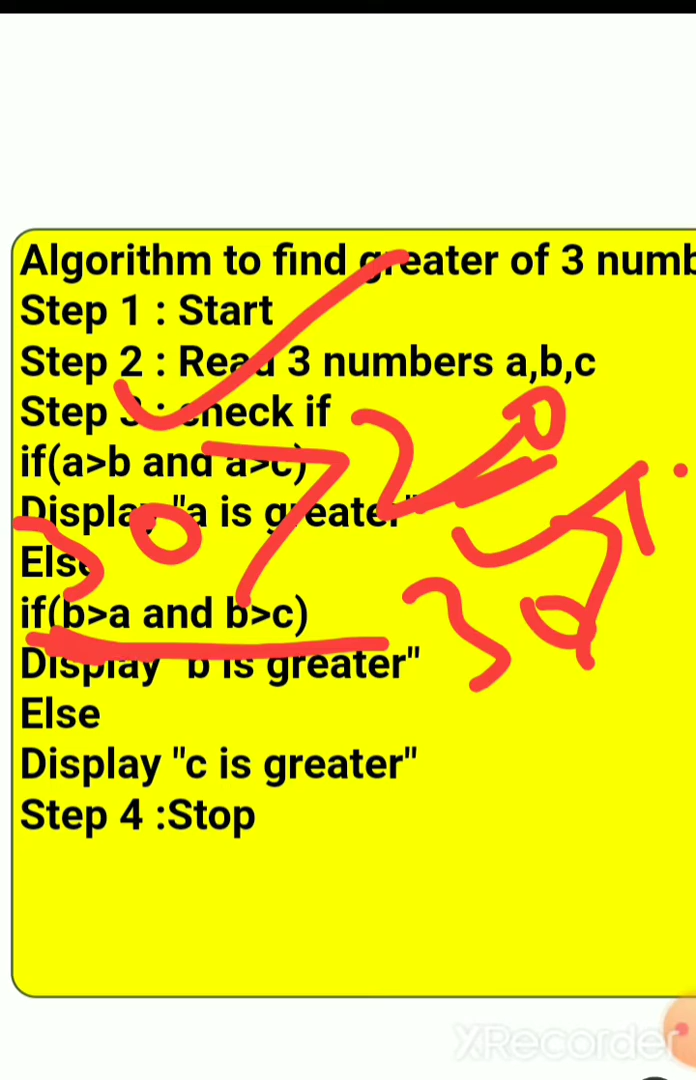 Algorithm to find greater of 3 numb
Step 1 : Start
Step 2 : Read 3 numbers a,b,c
Step 3 : check if
if(a>b and a>c)
Display "a is greater"
Else
if(b>a and b>c)
Display "b is greater"
Else
Display "c is greater"
Step 4 :Stop
XRecorder